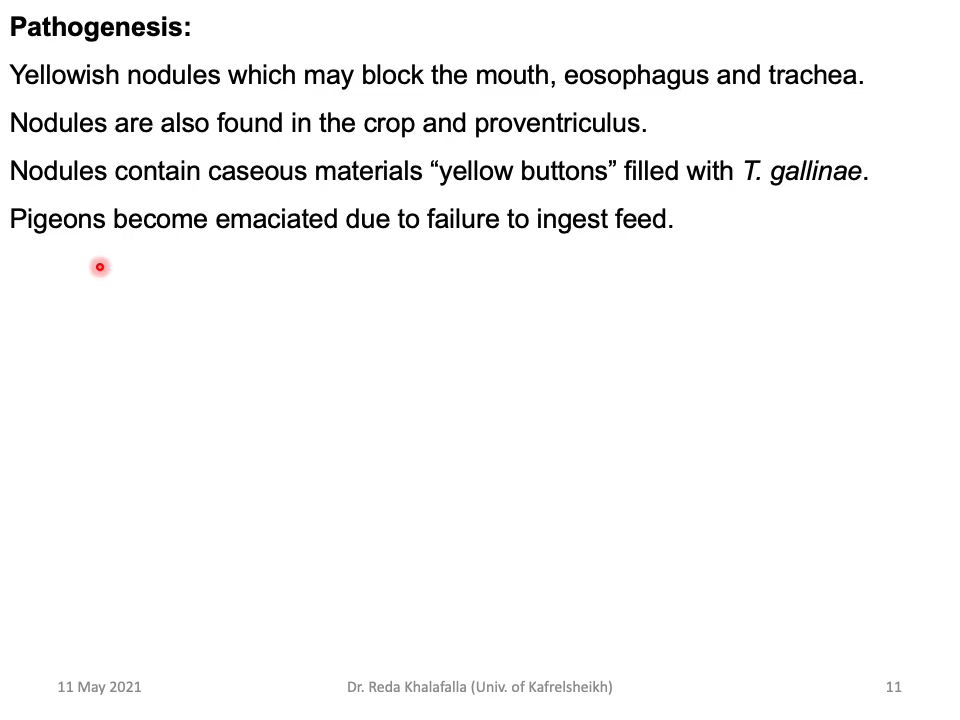 Pathogenesis:
Yellowish nodules which may block the mouth, eosophagus and trachea.
Nodules are also found in the crop and proventriculus.
Nodules contain caseous materials “yellow buttons” filled with T. gallinae.
Pigeons become emaciated due to failure to ingest feed.
11 May 2021
Dr. Reda Khalafalla (Univ. of Kafrelsheikh)
11